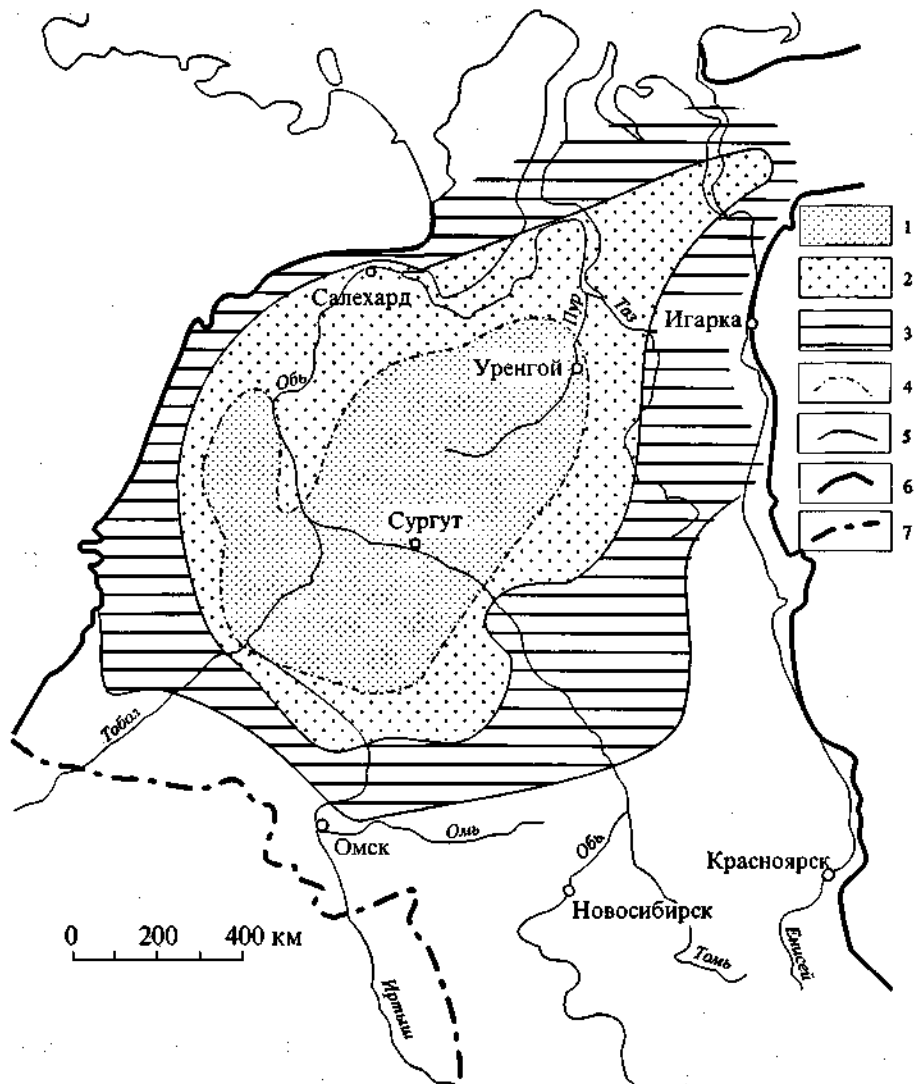 1
2
Салехард
3
Пур
Таз
Игарка
Уренгой
4
Обь
5
6
Сургут
7
Тобол
Омск
Омь
Обь
Красноярск
Новосибирск
0 200 400 км
Томь
Енисей
Иртыш